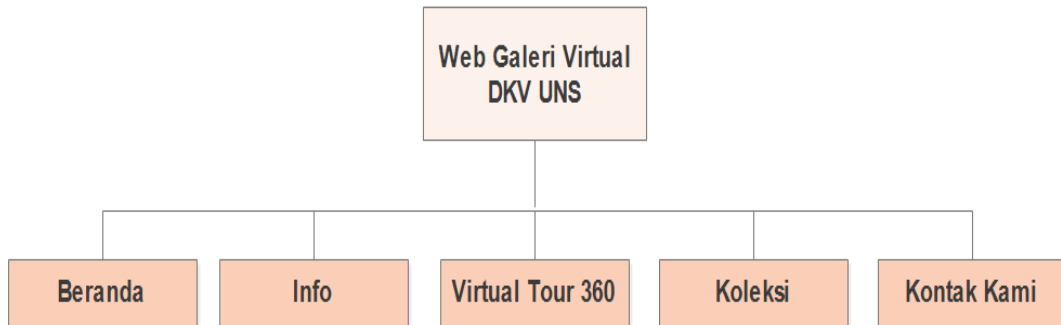 Web Galeri Virtual
DKV UNS
Beranda
Info
Virtual Tour 360
Koleksi
Kontak Kami